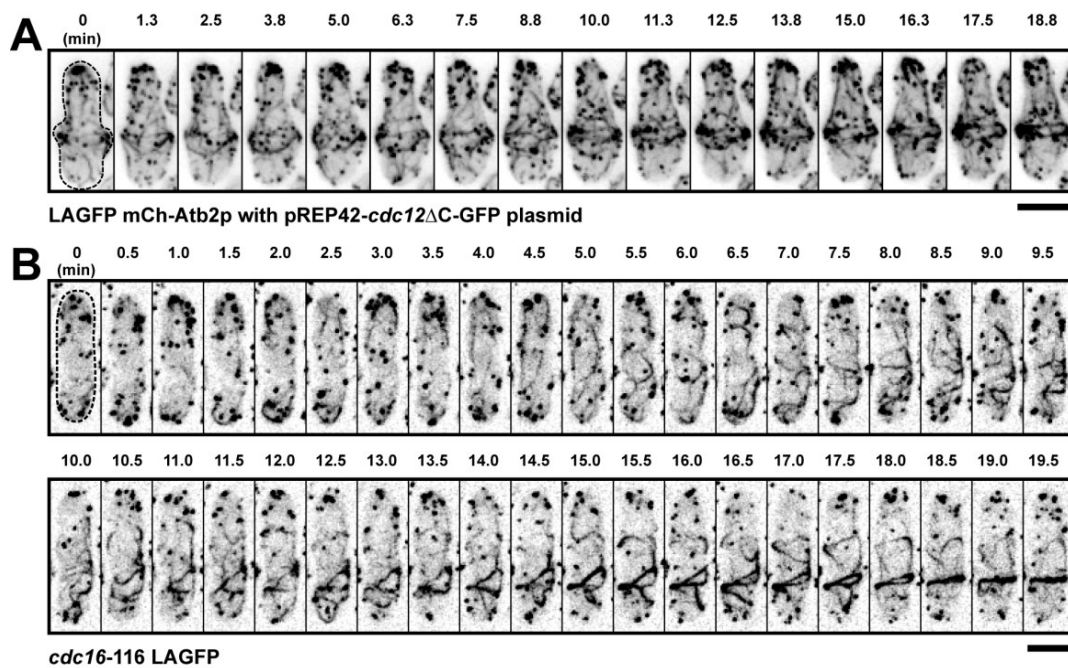 A
0 1.3 2.5 3.8 5.0 6.3 7.5 8.8 10.0 11.3 12.5 13.8 15.0 16.3 17.5 18.8
(min)
LAGFP mCh-Atb2p with pREP42-cdc12ΔC-GFP plasmid
B
0 0.5 1.0 1.5 2.0 2.5 3.0 3.5 4.0 4.5 5.0 5.5 6.0 6.5 7.0 7.5 8.0 8.5 9.0 9.5
(min)
10.0 10.5 11.0 11.5 12.0 12.5 13.0 13.5 14.0 14.5 15.0 15.5 16.0 16.5 17.0 17.5 18.0 18.5 19.0 19.5
cdc16-116 LAGFP